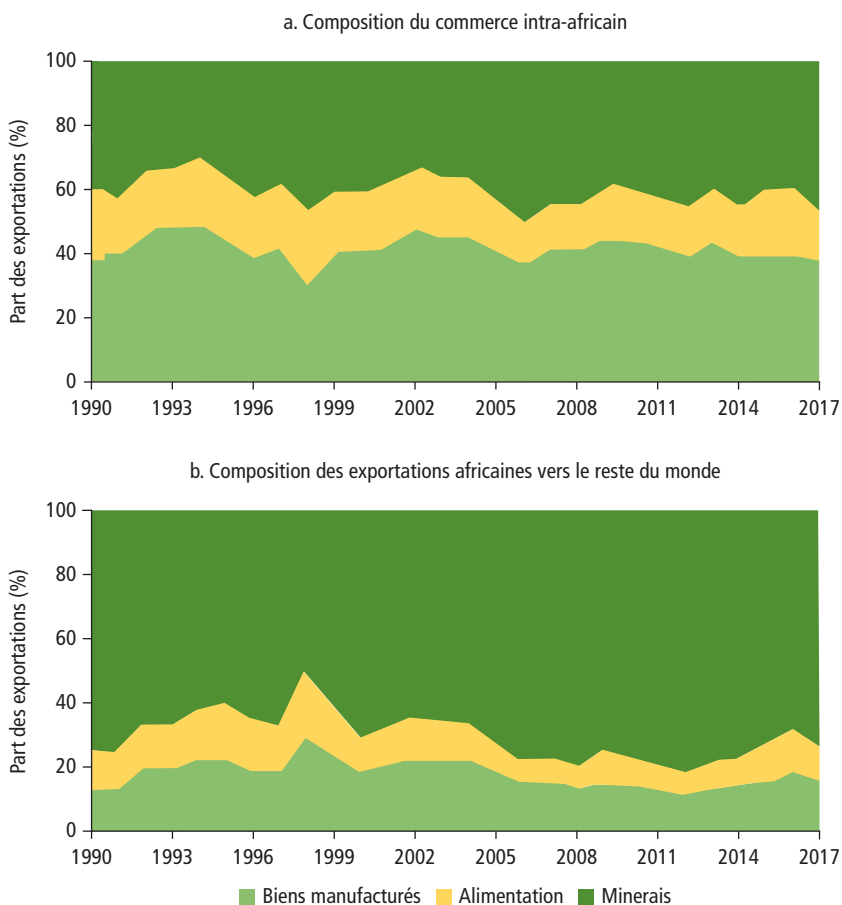 a. Composition du commerce intra-africain
Part des exportations (%)
100
80
60
40
20
0
1990 1993 1996 1999 2002 2005 2008 2011 2014 2017
b. Composition des exportations africaines vers le reste du monde
Part des exportations (%)
100
80
60
40
20
0
1990 1993 1996 1999 2002 2005 2008 2011 2014 2017
Biens manufacturés Alimentation Minerais